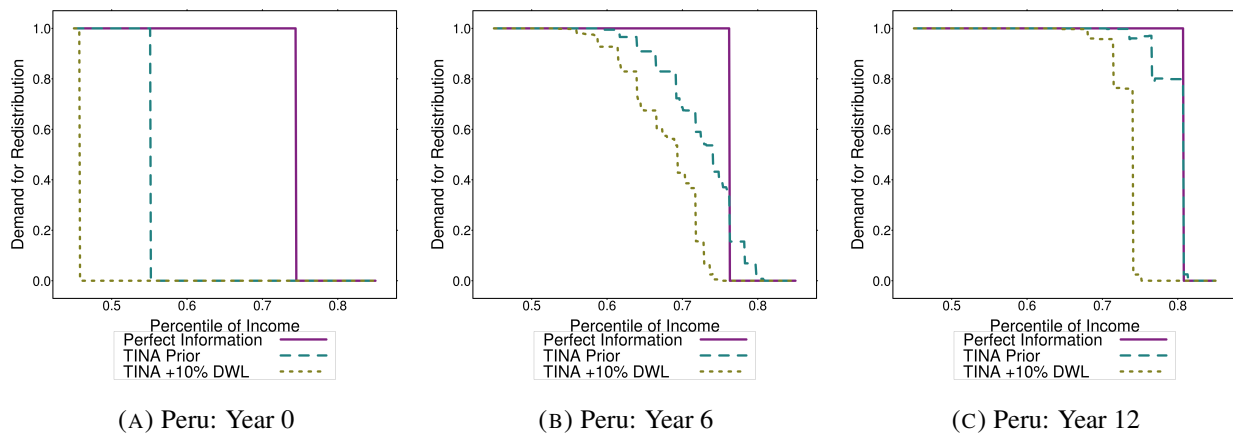 Demand for Redistribution
1.0
0.8
0.6
0.4
0.2
0.0
0.5 0.6 0.7 0.8
Percentile of Income
Perfect Information
TINA Prior
TINA +10% DWL
(A) Peru: Year 0
Demand for Redistribution
1.0
0.8
0.6
0.4
0.2
0.0
0.5 0.6 0.7 0.8
Percentile of Income
Perfect Information
TINA Prior
TINA +10% DWL
(B) Peru: Year 6
Demand for Redistribution
1.0
0.8
0.6
0.4
0.2
0.0
0.5 0.6 0.7 0.8
Percentile of Income
Perfect Information
TINA Prior
TINA +10% DWL
(C) Peru: Year 12